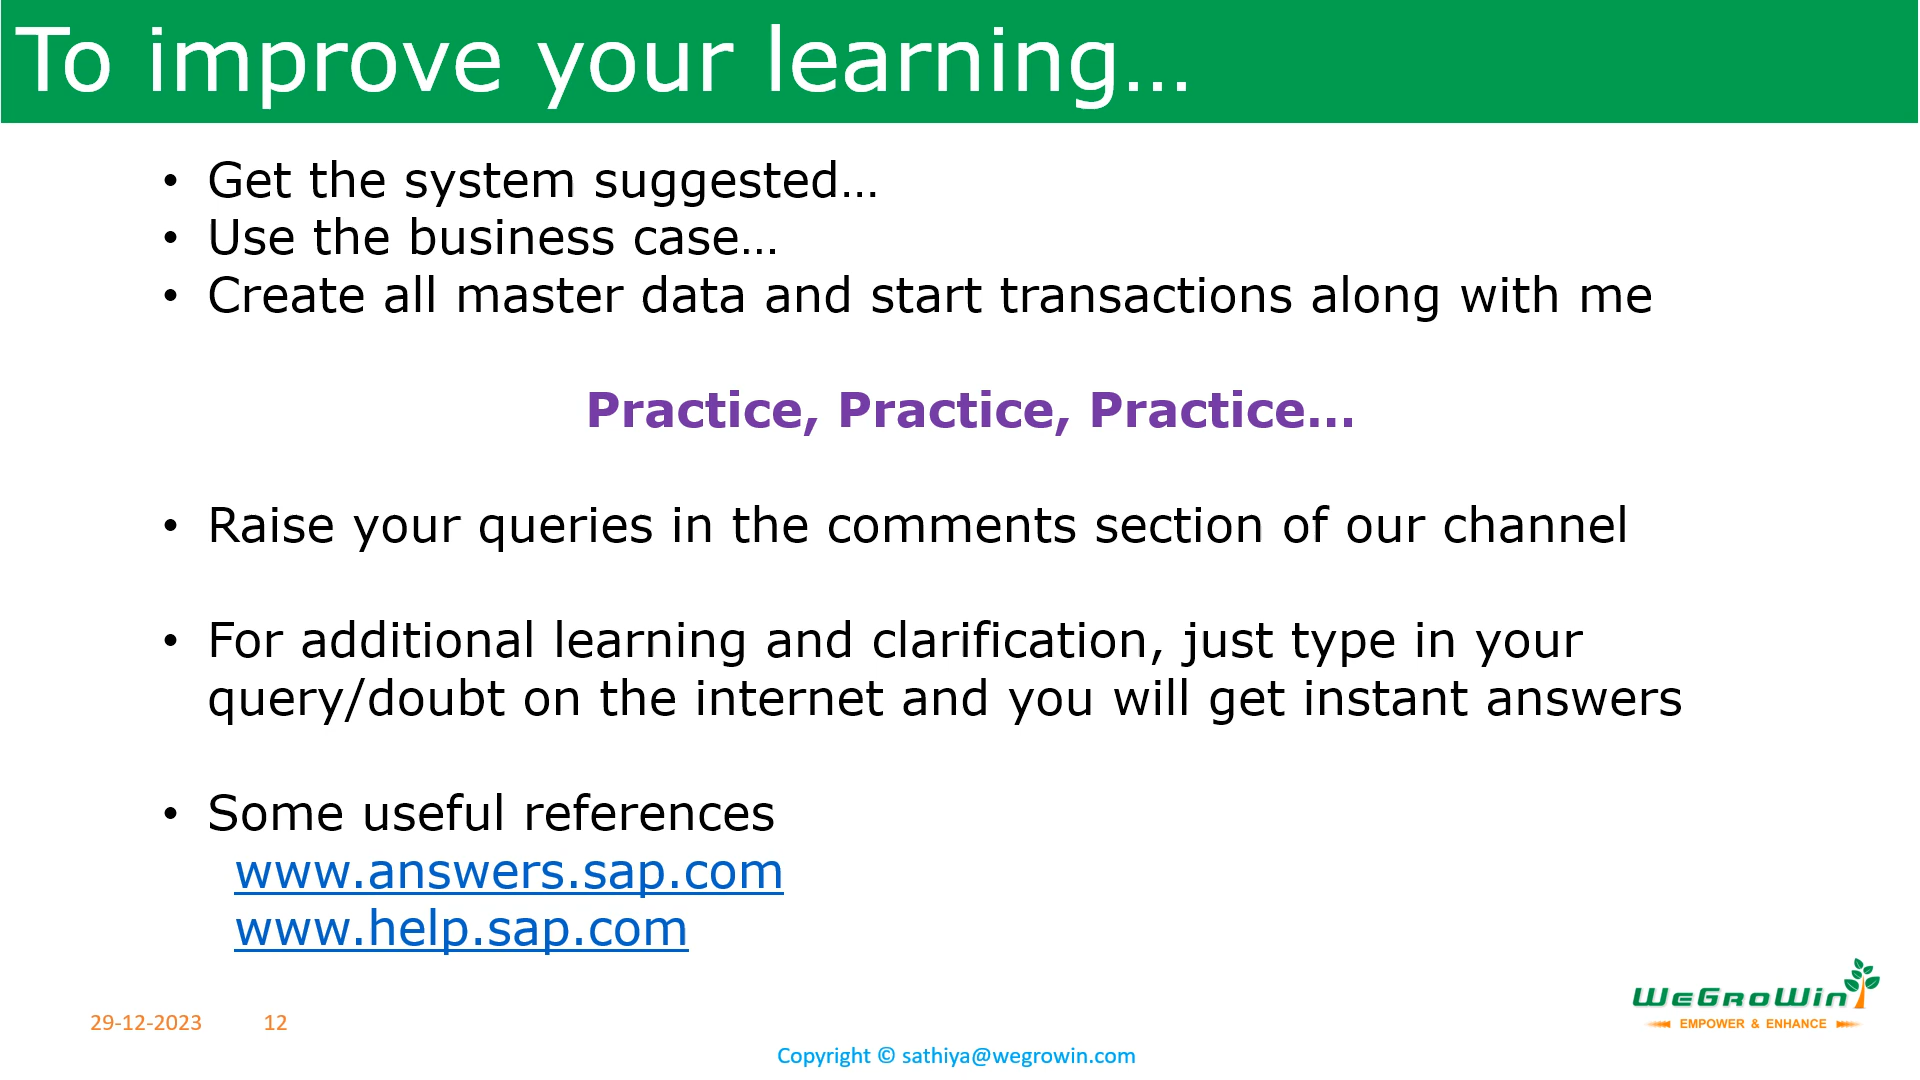 To improve your learning…
• Get the system suggested…
• Use the business case…
• Create all master data and start transactions along with me
Practice, Practice, Practice…
• Raise your queries in the comments section of our channel
• For additional learning and clarification, just type in your
query/doubt on the internet and you will get instant answers
• Some useful references
www.answers.sap.com
www.help.sap.com
WeGroWin
EMPOWER & ENHANCE
29-12-2023 12
Copyright © sathiya@wegrowin.com